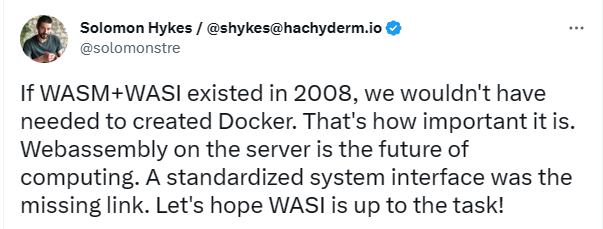 Solomon Hykes / @shykes@hachyderm.io
@solomonstre
If WASM+WASI existed in 2008, we wouldn't have
needed to created Docker. That's how important it is.
Webassembly on the server is the future of
computing. A standardized system interface was the
missing link. Let's hope WASI is up to the task!